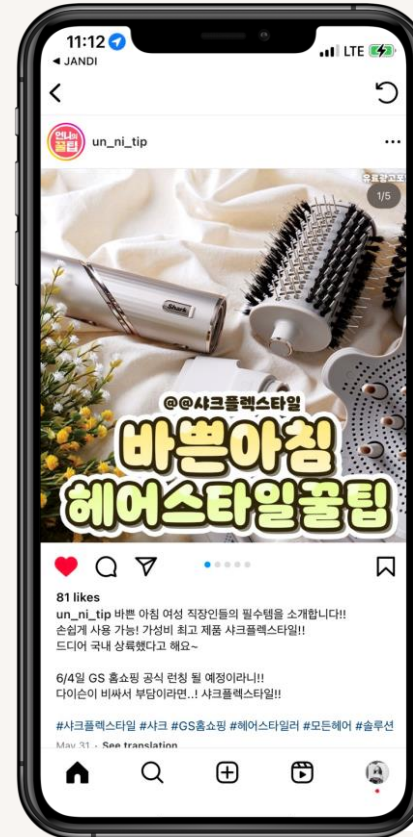 11:12
LTE
◀ JANDI
언니의
꿀팁
un_ni_tip
유료광고포
1/5
Shark
@@샤크플렉스타일
바쁜아침
헤어스타일꿀팁
81 likes
un_ni_tip 바쁜 아침 여성 직장인들의 필수템을 소개합니다!!
손쉽게 사용 가능! 가성비 최고 제품 샤크플렉스타일!!
드디어 국내 상륙했다고 해요~
6/4일 GS 홈쇼핑 공식 런칭 될 예정이라니!!
다이슨이 비싸서 부담이라면..! 샤크플렉스타일!!
#샤크플렉스타일 #샤크 #GS홈쇼핑 #헤어스타일러 #모든헤어 #솔루션
May 31 · See translation